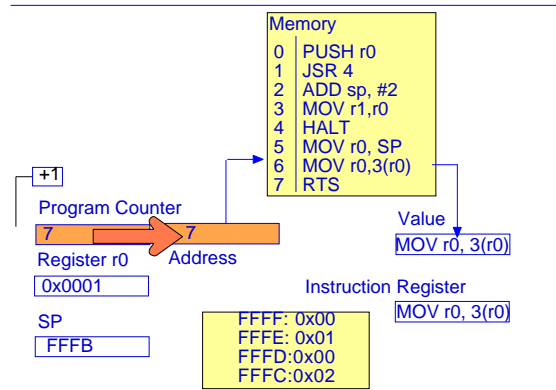 Memory
0 PUSH r0
1 JSR 4
2 ADD sp, #2
3 MOV r1,r0
4 HALT
5 MOV r0, SP
6 MOV r0,3(r0)
7 RTS
+1
Program Counter
7 7
Address
Value
MOV r0, 3(r0)
Register r0
0x0001
Instruction Register
MOV r0, 3(r0)
SP
FFFB
FFFF: 0x00
FFFE: 0x01
FFFD:0x00
FFFC:0x02